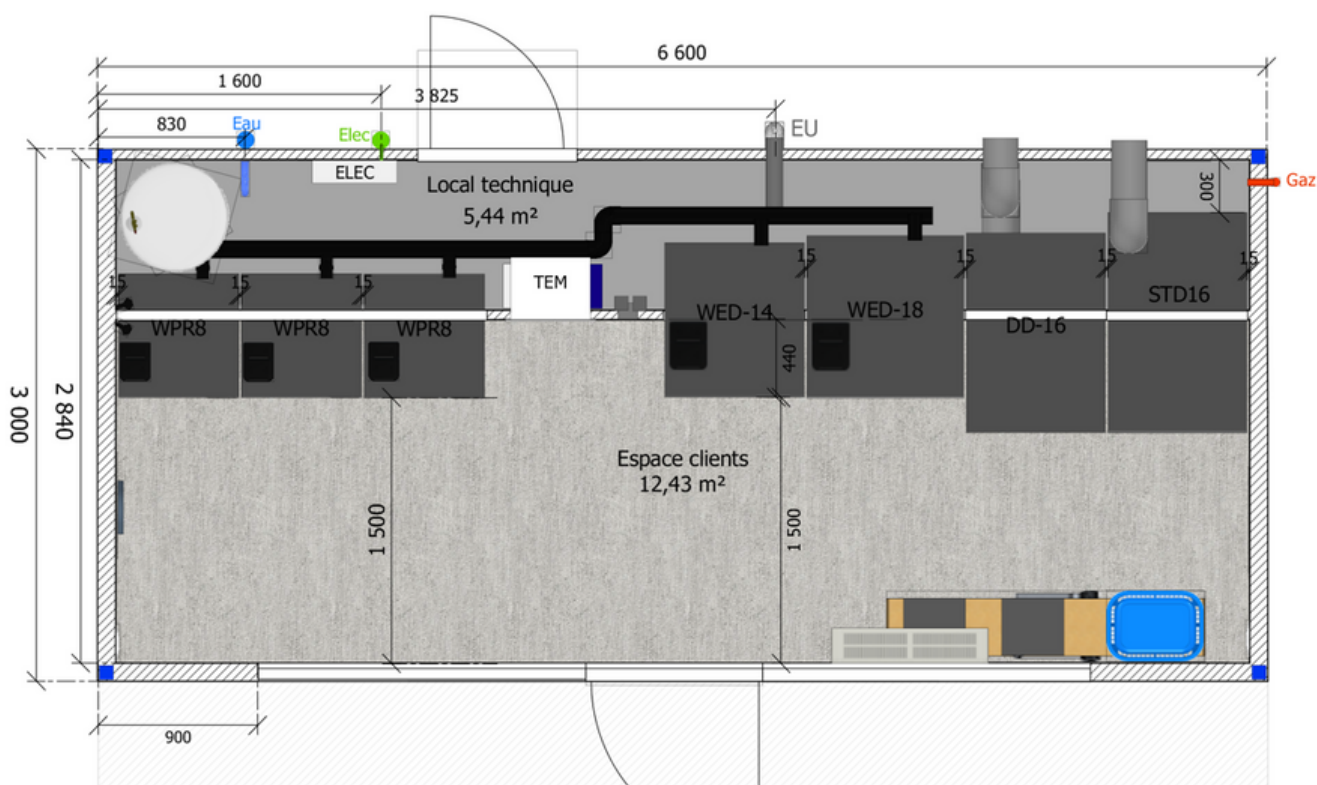 6 600
1 600
3 825
830
Eau
Elec
EU
ELEC
Local technique
5,44 m²
300
Gaz
15
15
15
TEM
15
15
15
15
WPR8
WPR8
WPR8
WED-14
WED-18
DD-16
STD16
440
3 000
2 840
Espace clients
12,43 m²
1 500
1 500
900